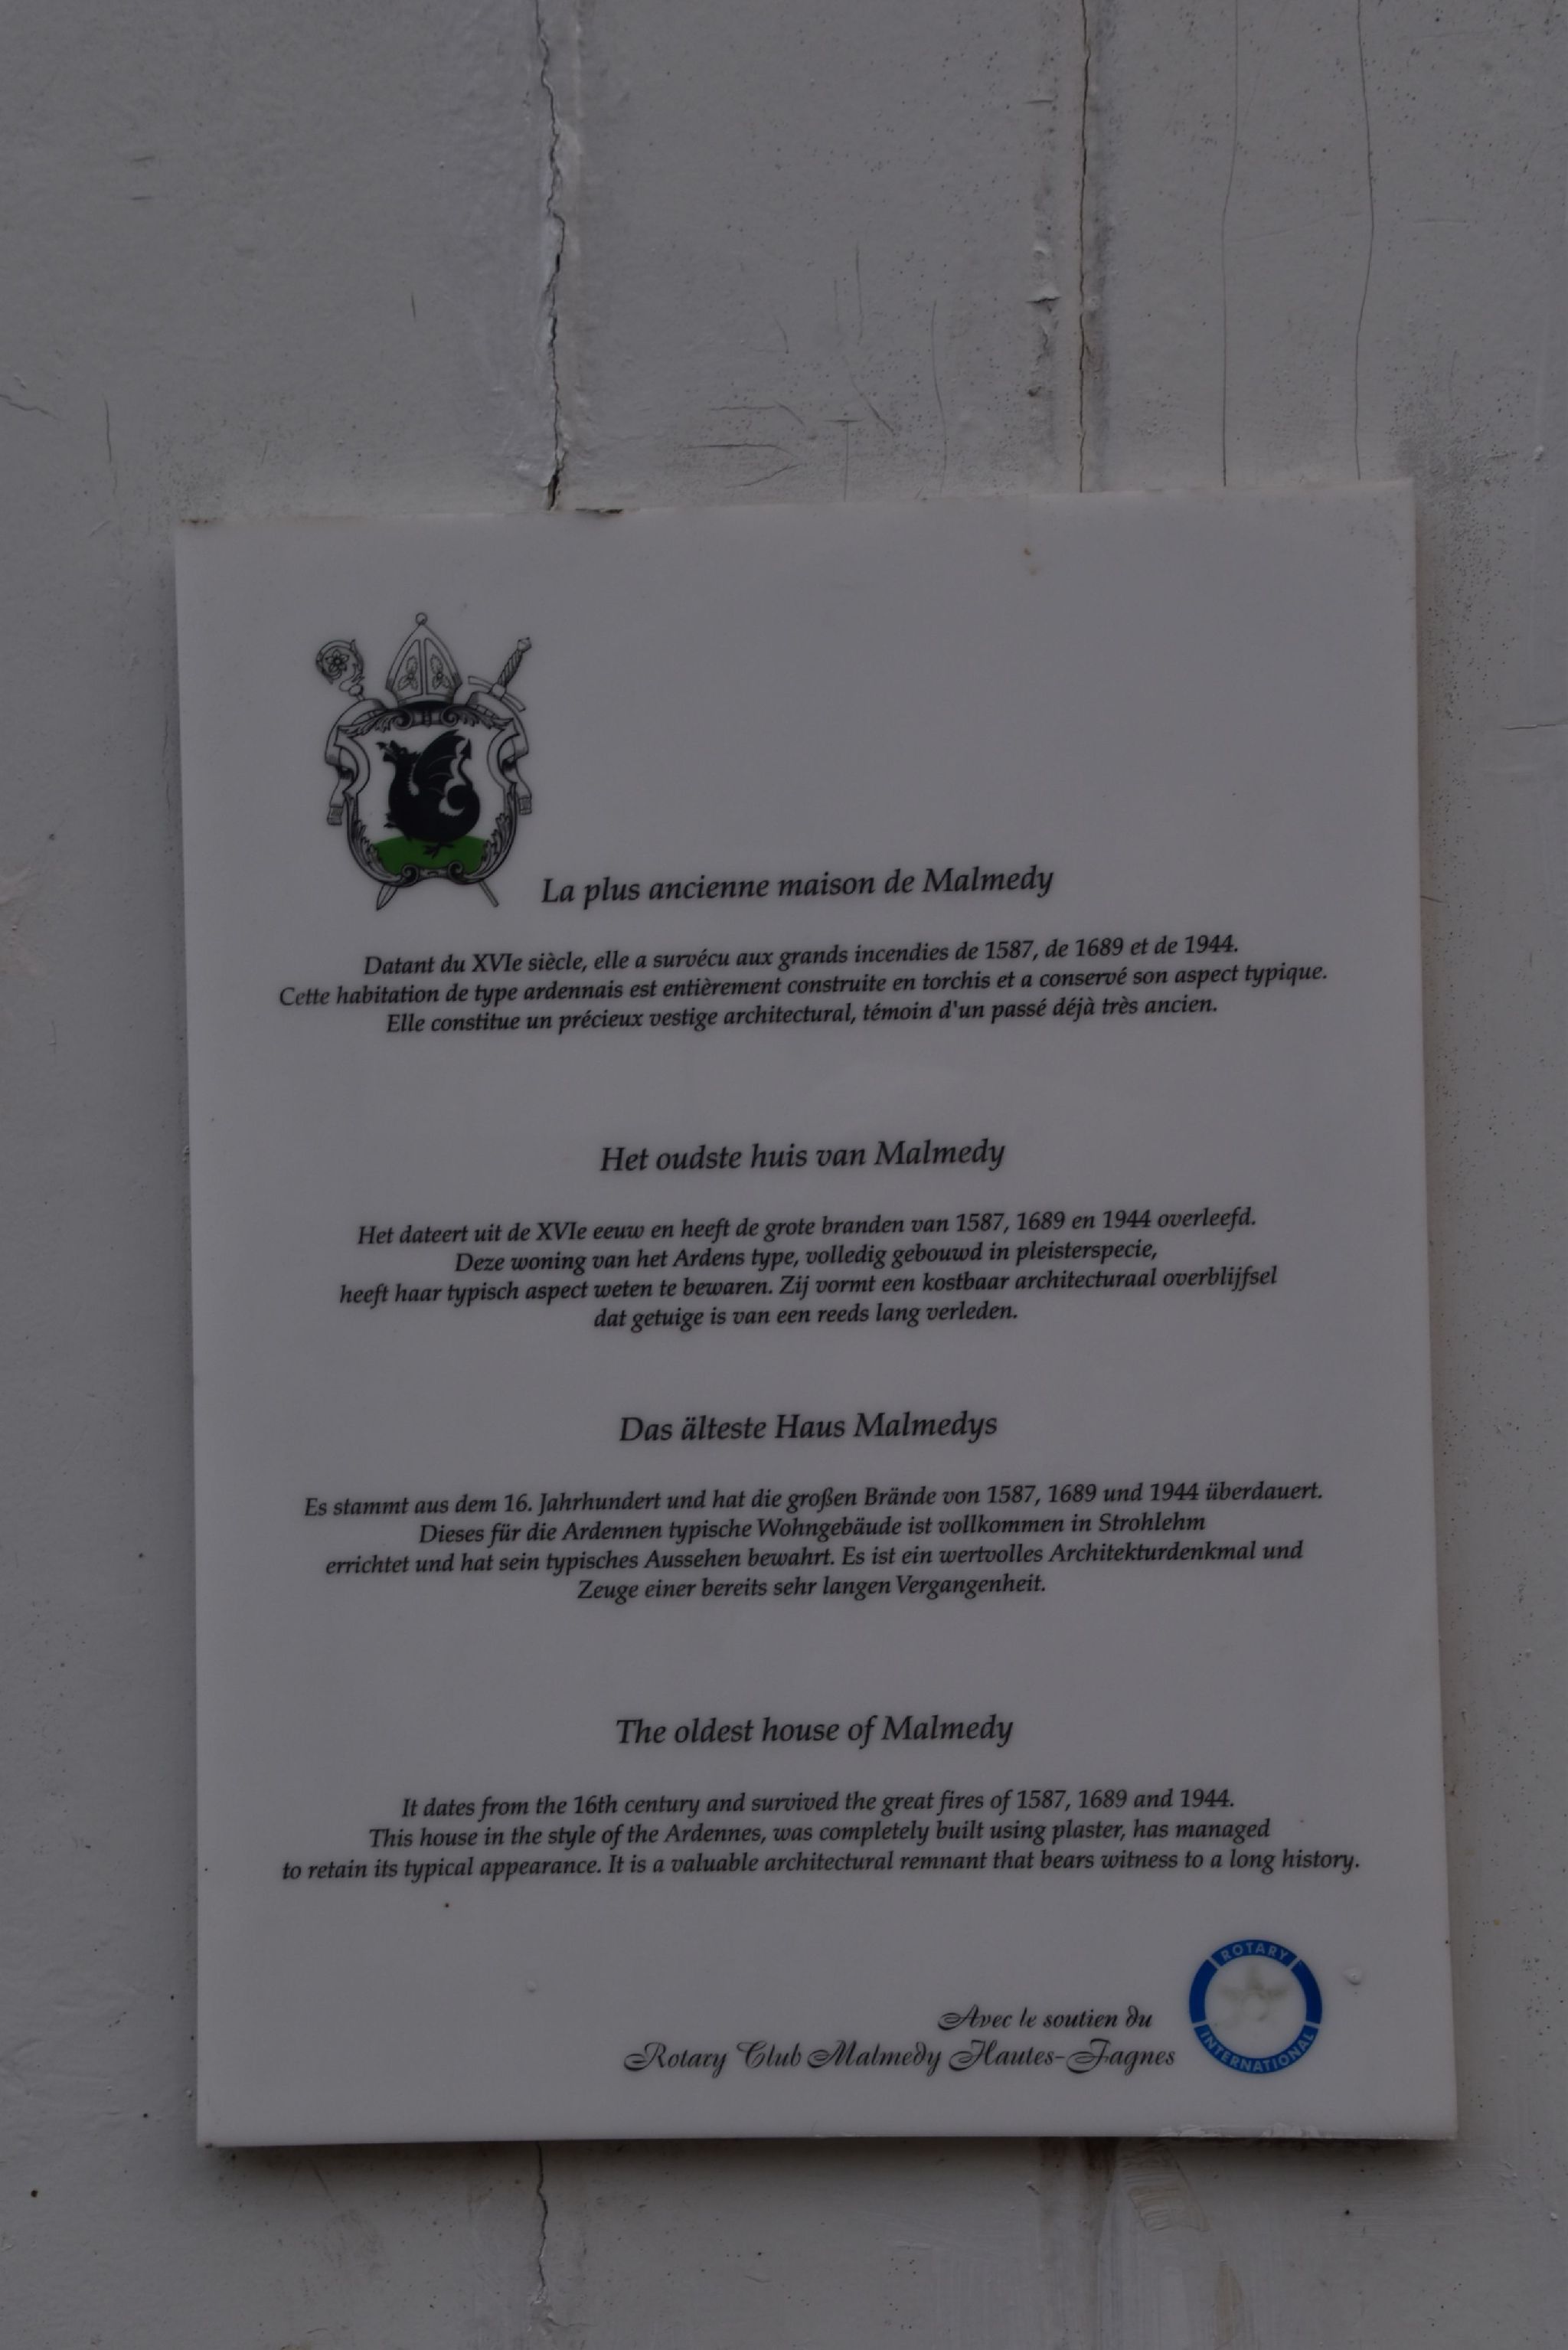 La plus ancienne maison de Malmedy
Datant du XVIe siècle, elle a survécu aux grands incendies de 1587, de 1689 et de 1944.
Cette habitation de type ardennais est entièrement construite en torchis et a conservé son aspect typique.
Elle constitue un précieux vestige architectural, témoin d'un passé déjà très ancien.
Het oudste huis van Malmedy
Het dateert uit de XVIe eeuw en heeft de grote branden van 1587, 1689 en 1944 overleefd.
Deze woning van het Ardens type, volledig gebouwd in pleisterspecie,
heeft haar typisch aspect weten te bewaren. Zij vormt een kostbaar architecturaal overblijfsel
dat getuige is van een reeds lang verleden.
Das älteste Haus Malmedys
Es stammt aus dem 16. Jahrhundert und hat die großen Brände von 1587, 1689 und 1944 überdauert.
Dieses für die Ardennen typische Wohngebäude ist vollkommen in Strohlehm
errichtet und hat sein typisches Aussehen bewahrt. Es ist ein wertvolles Architekturdenkmal und
Zeuge einer bereits sehr langen Vergangenheit.
The oldest house of Malmedy
It dates from the 16th century and survived the great fires of 1587, 1689 and 1944.
This house in the style of the Ardennes, was completely built using plaster, has managed
to retain its typical appearance. It is a valuable architectural remnant that bears witness to a long history.
Avec le soutien du
Rotary Club Malmedy Hautes-Fagnes
ROTARY
INTERNATIONAL